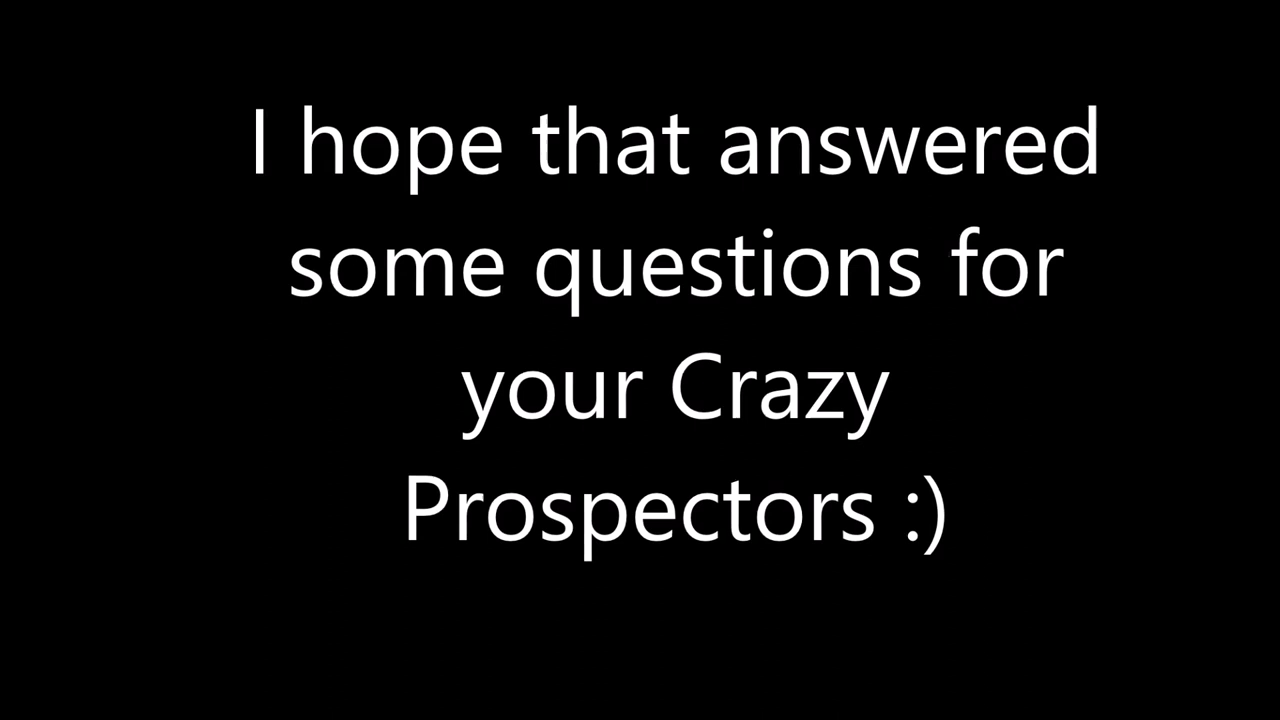 I hope that answered
some questions for
your Crazy
Prospectors :)